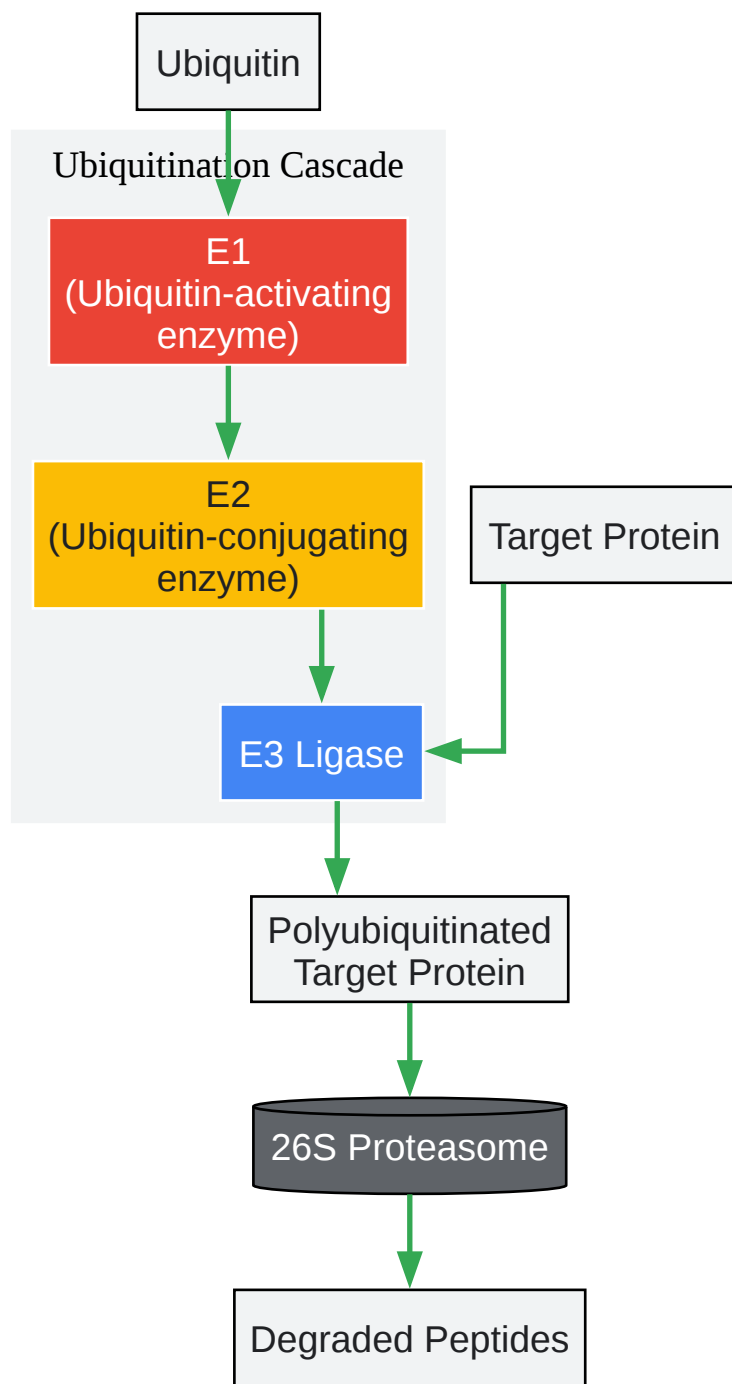 Ubiquitin
Ubiquitination Cascade
E1
(Ubiquitin-activating
enzyme)
E2
(Ubiquitin-conjugating
enzyme)
Target Protein
E3 Ligase
Polyubiquitinated
Target Protein
26S Proteasome
Degraded Peptides